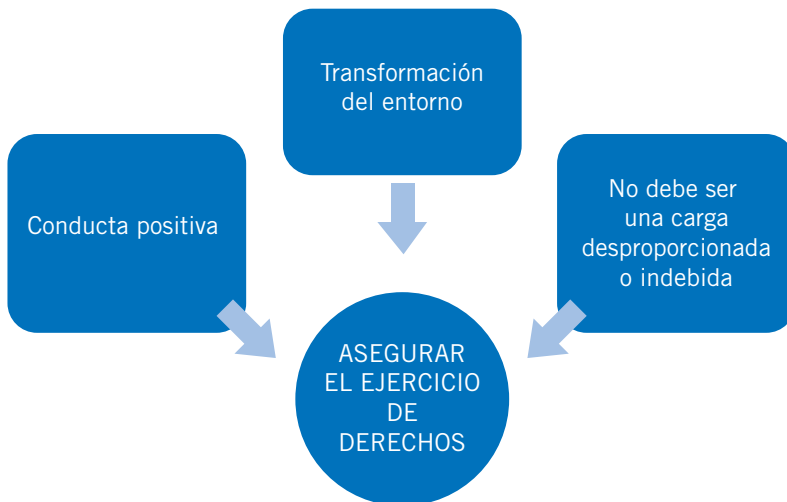 Transformación
del entorno
Conducta positiva
No debe ser
una carga
desproporcionada
o indebida
ASEGURAR
EL EJERCICIO
DE
DERECHOS